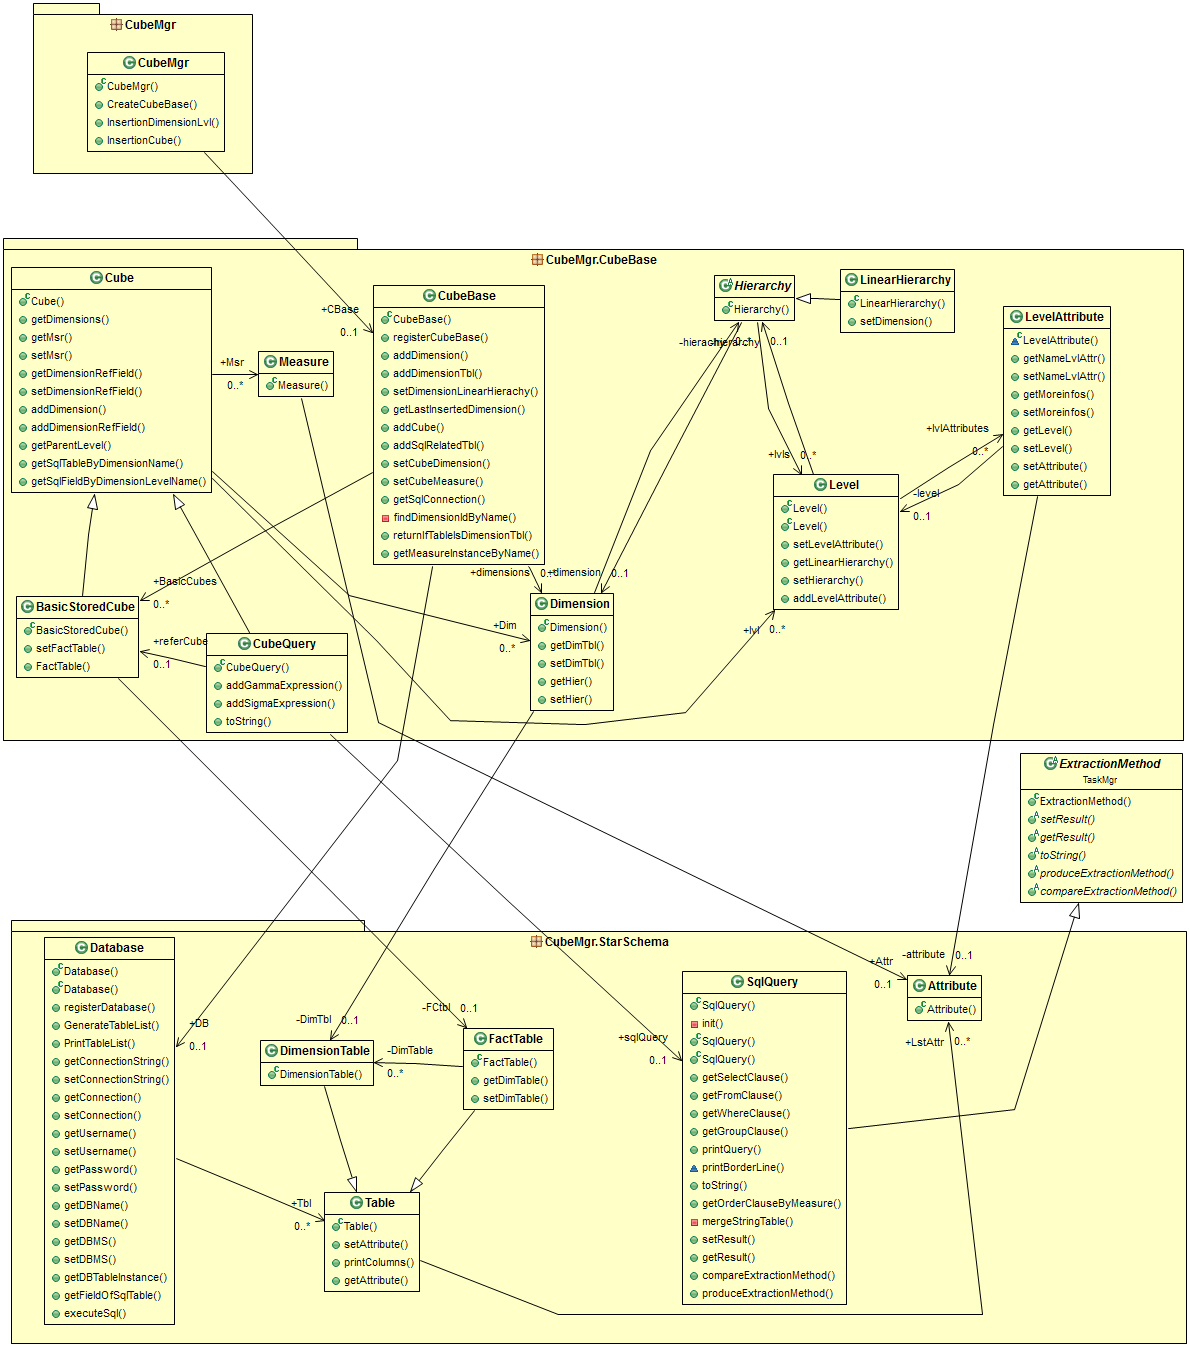 CubeMgr
CubeMgr
CubeMgr()
CreateCubeBase()
InsertionDimensionLvl()
InsertionCube()
CubeMgr.CubeBase
Cube
Cube()
getDimensions()
getMsr()
setMsr()
getDimensionRefField()
setDimensionRefField()
addDimension()
addDimensionRefField()
getParentLevel()
getSqlTableByDimensionName()
getSqlFieldByDimensionLevelName()
+Msr
0..*
Measure
Measure()
+CBase
0..1
CubeBase
CubeBase()
registerCubeBase()
addDimension()
addDimensionTbl()
setDimensionLinearHierachy()
getLastInsertedDimension()
addCube()
addSqlRelatedTbl()
setCubeDimension()
setCubeMeasure()
getSqlConnection()
findDimensionIdByName()
returnIfTableIsDimensionTbl()
getMeasureInstanceByName()
Hierarchy
Hierarchy()
LinearHierarchy
LinearHierarchy()
setDimension()
-hierachy
-hierarchy
0..*
0..1
LevelAttribute
LevelAttribute()
getNameLvlAttr()
setNameLvlAttr()
getMoreinfos()
setMoreinfos()
getLevel()
setLevel()
setAttribute()
getAttribute()
+lvlAttributes
0..*
-level
0..1
+lvls
0..*
Level
Level()
Level()
setLevelAttribute()
getLinearHierarchy()
setHierarchy()
addLevelAttribute()
+lvl
0..*
+dimensions
0..*
+dimension
0..1
+Dim
0..*
Dimension
Dimension()
getDimTbl()
setDimTbl()
getHier()
setHier()
+BasicCubes
0..*
BasicStoredCube
BasicStoredCube()
setFactTable()
FactTable()
+referCube
0..1
CubeQuery
CubeQuery()
addGammaExpression()
addSigmaExpression()
toString()
ExtractionMethod
TaskMgr
ExtractionMethod()
setResult()
getResult()
toString()
produceExtractionMethod()
compareExtractionMethod()
CubeMgr.StarSchema
Database
Database()
Database()
registerDatabase()
GenerateTableList()
PrintTableList()
getConnectionString()
setConnectionString()
getConnection()
setConnection()
getUsername()
setUsername()
getPassword()
setPassword()
getDBName()
setDBName()
getDBMS()
setDBMS()
getDBTableInstance()
getFieldOfSqlTable()
executeSql()
+DB
0..1
-DimTbl
0..1
DimensionTable
DimensionTable()
-DimTable
0..*
-FCtbl
0..1
FactTable
FactTable()
getDimTable()
setDimTable()
+Tbl
0..*
Table
Table()
setAttribute()
printColumns()
getAttribute()
+sqlQuery
0..1
SqlQuery
SqlQuery()
init()
SqlQuery()
SqlQuery()
getSelectClause()
getFromClause()
getWhereClause()
getGroupClause()
printQuery()
printBorderLine()
toString()
getOrderClauseByMeasure()
mergeStringTable()
setResult()
getResult()
compareExtractionMethod()
produceExtractionMethod()
+Attr
0..1
-attribute
0..1
Attribute
Attribute()
+LstAttr
0..*